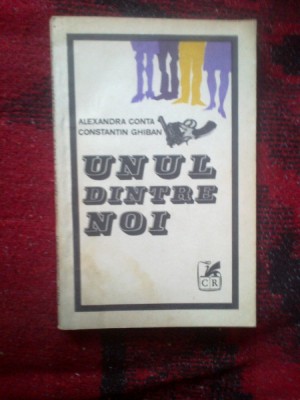 ALEXANDRA CONTA
CONSTANTIN GHIBAN
UNUL
DINTRE
NOI
CR